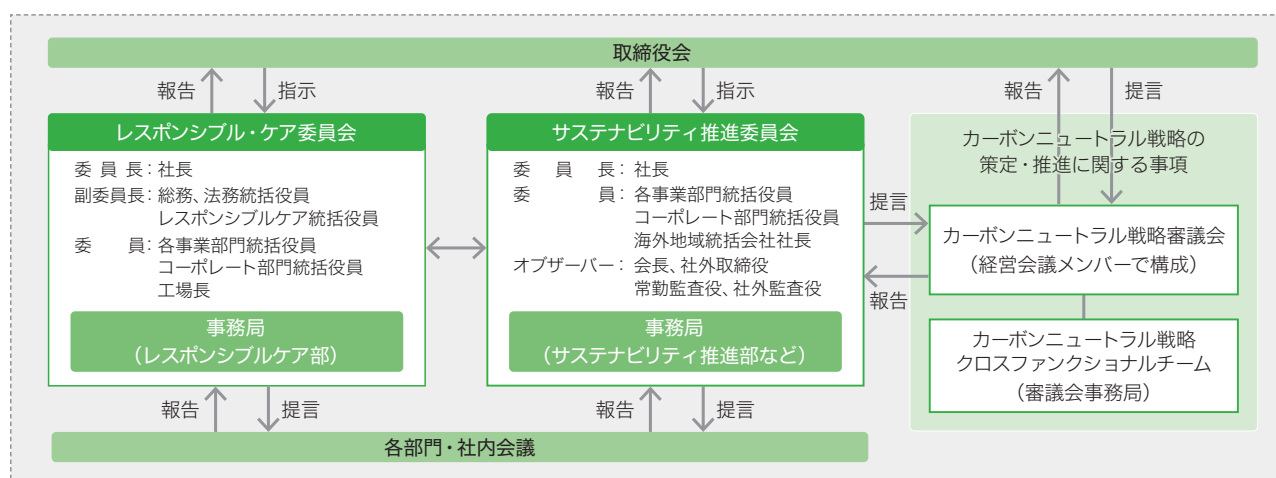 取締役会
報告
指示
報告
指示
報告
提言
レスポンシブル・ケア委員会
委員長：社長
副委員長：総務、法務統括役員
レスポンシブルケア統括役員
委　員：各事業部門統括役員
コーポレート部門統括役員
工場長
事務局
（レスポンシブルケア部）
サステナビリティ推進委員会
委員長：社長
委　員：各事業部門統括役員
コーポレート部門統括役員
海外地域統括会社社長
オブザーバー：会長、社外取締役
常勤監査役、社外監査役
事務局
（サステナビリティ推進部など）
提言
報告
カーボンニュートラル戦略の
策定・推進に関する事項
カーボンニュートラル戦略審議会
（経営会議メンバーで構成）
カーボンニュートラル戦略
クロスファンクショナルチーム
（審議会事務局）
報告
提言
報告
提言
各部門・社内会議